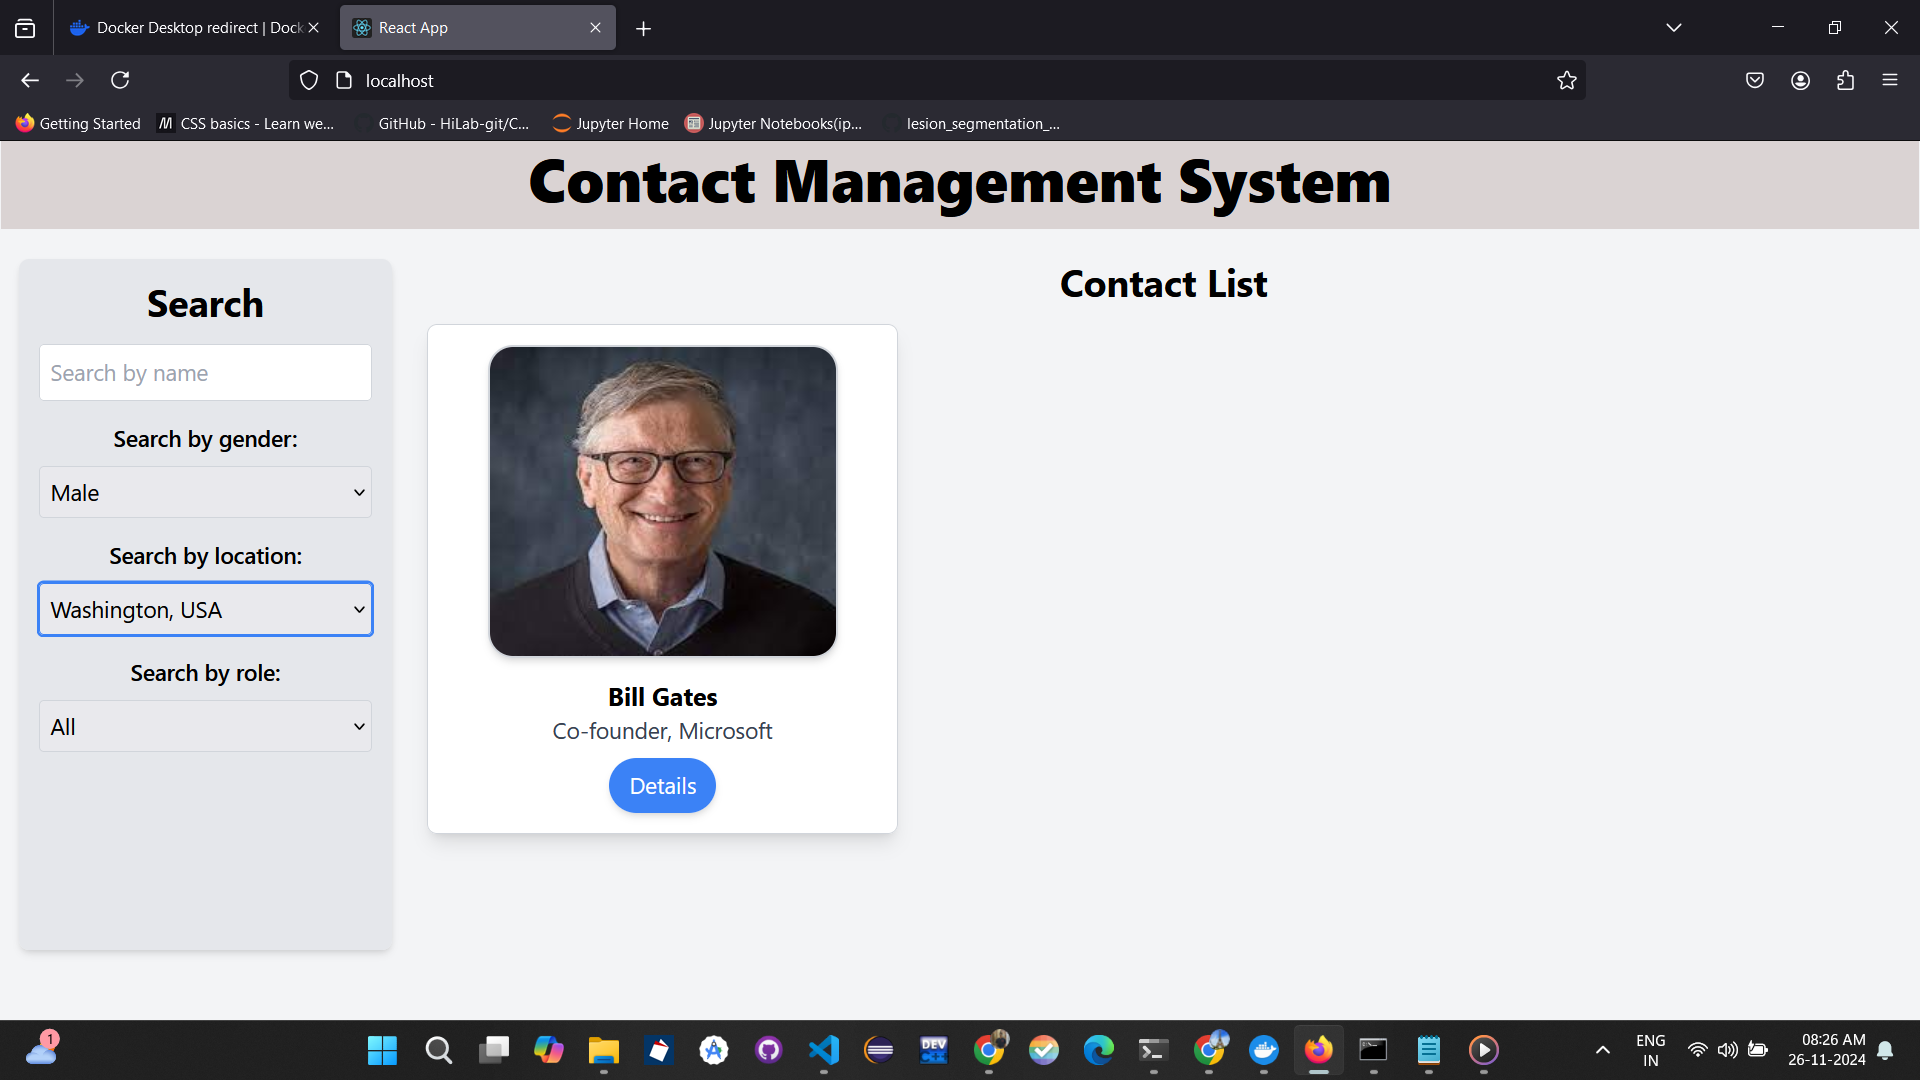 Docker Desktop redirect | Dock
React App
localhost
Getting Started
CSS basics - Learn we...
GitHub - HiLab-git/C...
Jupyter Home
Jupyter Notebooks(ip...
lesion_segmentation_...
Contact Management System
Search
Search by name
Search by gender:
Male
Search by location:
Washington, USA
Search by role:
All
Contact List
Bill Gates
Co-founder, Microsoft
Details
1
DEV
C++
ENG
IN
08:26 AM
26-11-2024